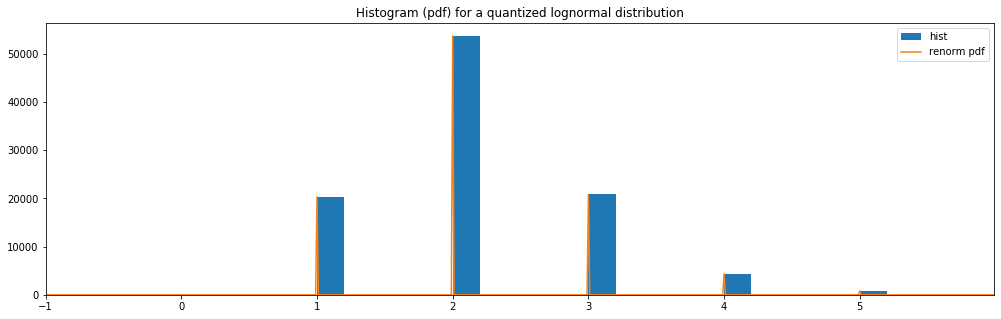 Histogram (pdf) for a quantized lognormal distribution
hist
renorm pdf
50000
40000
30000
20000
10000
0
−1 0 1 2 3 4 5